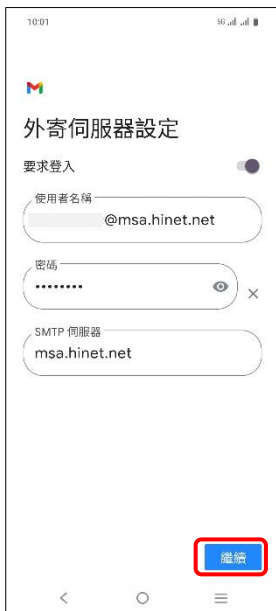 10:01
外寄伺服器設定
要求登入
使用者名稱
@msa.hinet.net
密碼
••••••••
SMTP 伺服器
msa.hinet.net
繼續